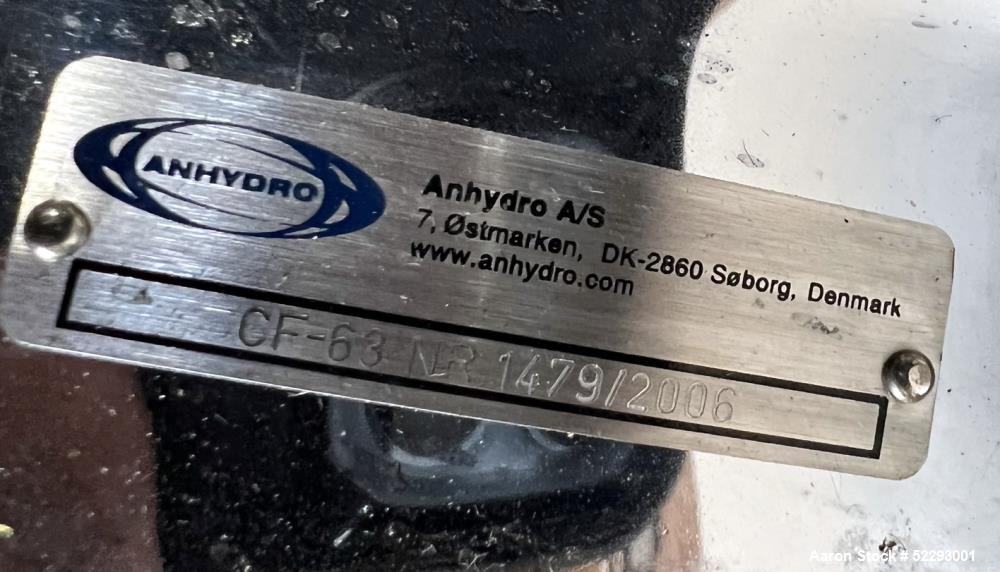 ANHYDRO
Anhydro A/S
7, Østmarken, DK-2860 Søborg, Denmark
www.anhydro.com
CF-63 NR 1479/2006
Aaron Stock # 52293001